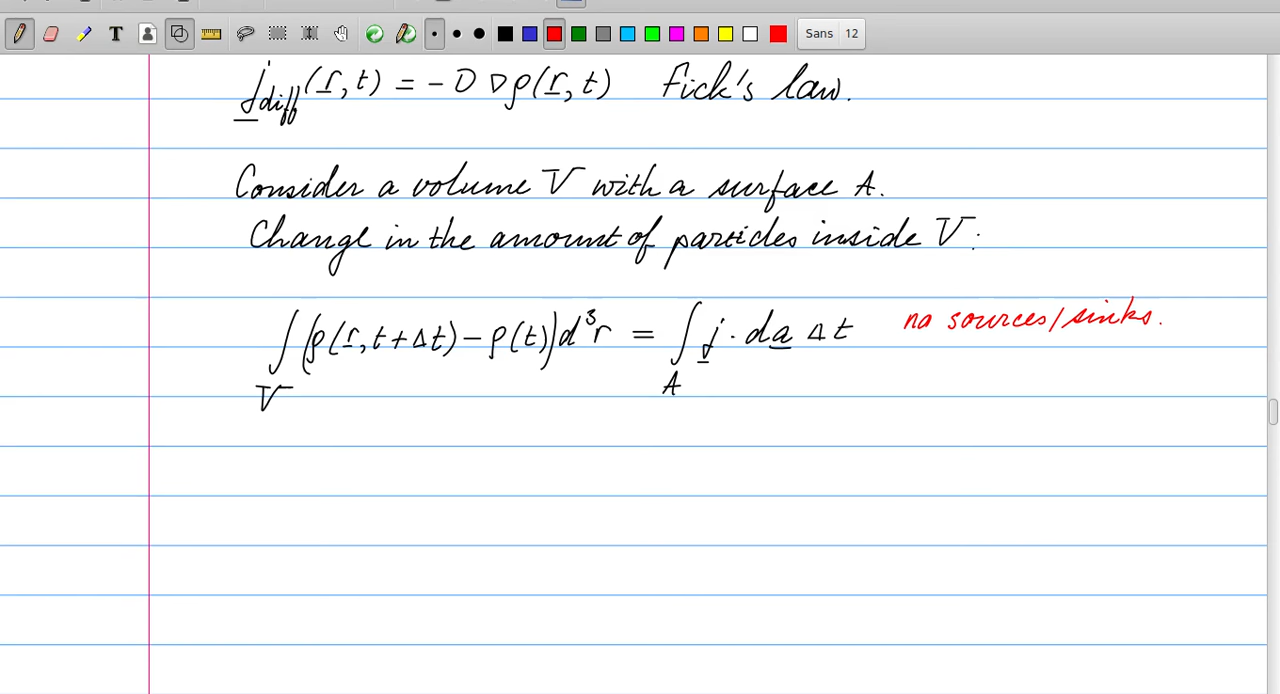 Sans 12
j_diff(r, t) = - D ∇ρ(r, t) Fick's law.
Consider a volume V with a surface A.
Change in the amount of particles inside V:
∫_V (ρ(r, t+Δt) - ρ(t)) d³r = ∫_A j · da Δt no sources/sinks.